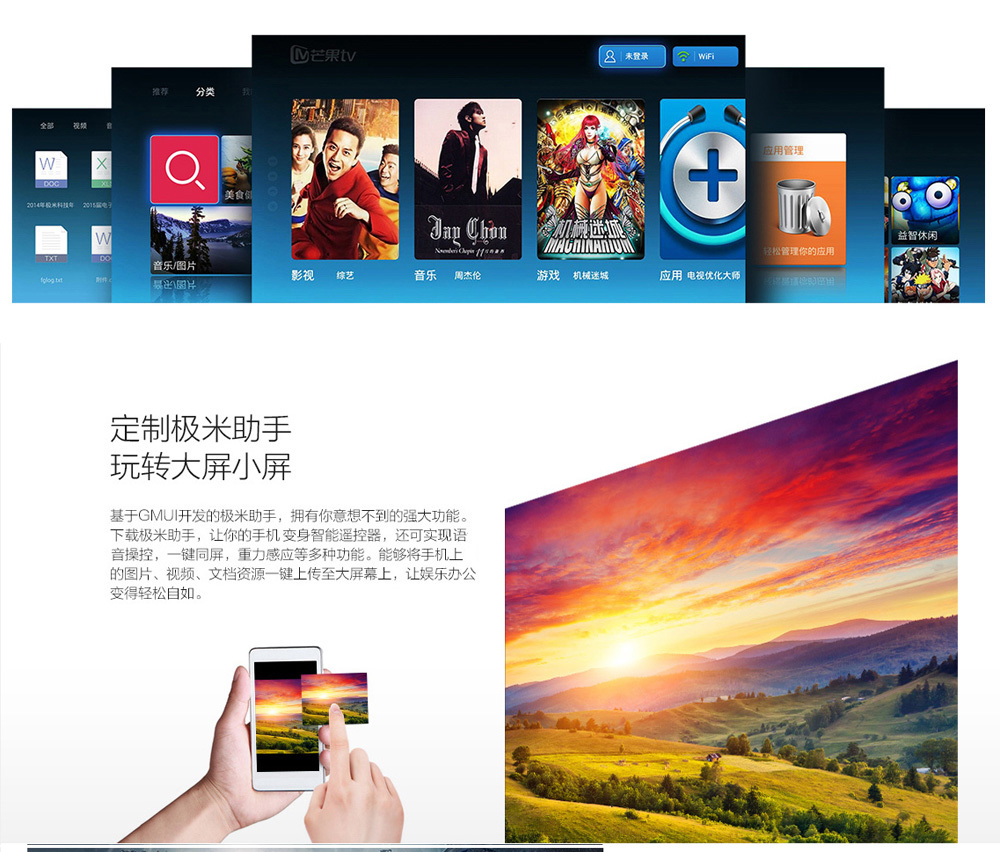 芒果tv
未登录
WiFi
推荐
分类
全部
视频
W
DOC
X
2014年极米科技年
2015届电子
TXT
W
DOC
fgfog.txt
美食健
音乐/图片
Jay Chou
November's Chopin
机械迷城
MACHINARIUM
影视 综艺
音乐 周杰伦
游戏 机械迷城
应用 电视优化大师
应用管理
轻松管理你的应用
益智休闲
定制极米助手
玩转大屏小屏
基于GMUI开发的极米助手，拥有你意想不到的强大功能。
下载极米助手，让你的手机变身智能遥控器，还可实现语
音操控，一键同屏，重力感应等多种功能。能够将手机上
的图片、视频、文档资源一键上传至大屏幕上，让娱乐办公
变得轻松自如。